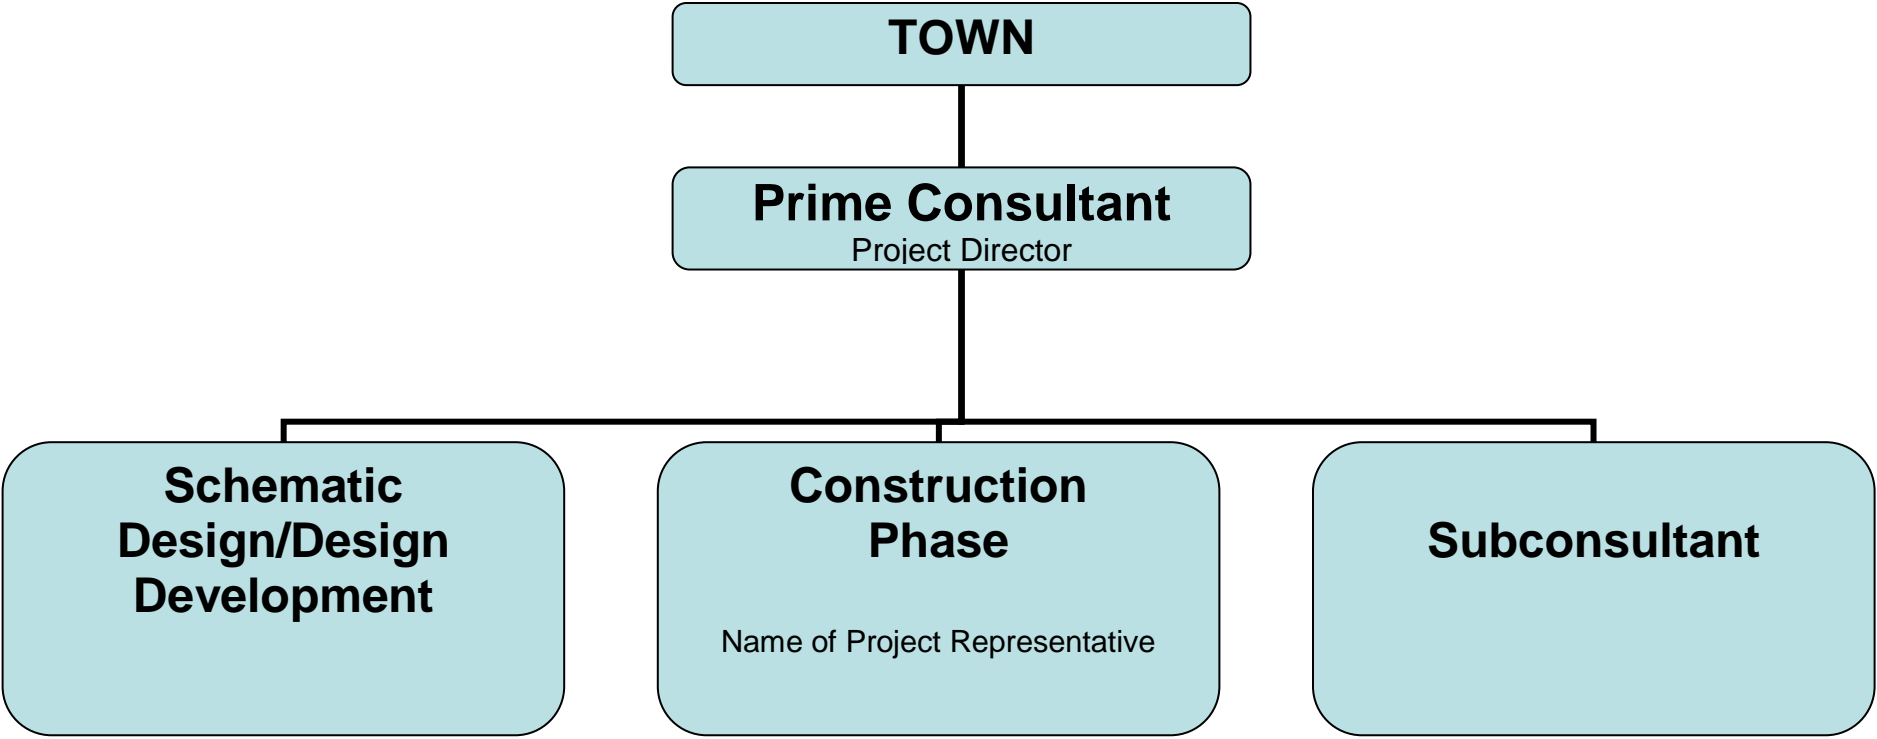 TOWN
Prime Consultant
Project Director
Schematic
Design/Design
Development
Construction
Phase
Name of Project Representative
Subconsultant